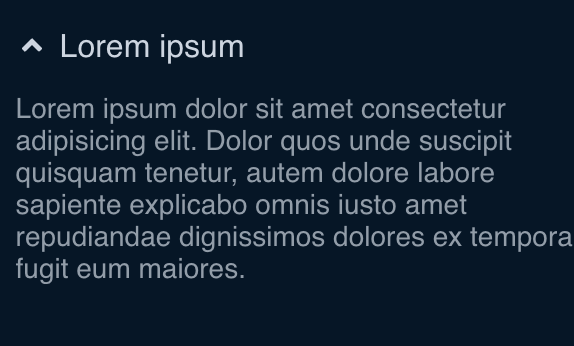 Lorem ipsum
Lorem ipsum dolor sit amet consectetur
adipisicing elit. Dolor quos unde suscipit
quisquam tenetur, autem dolore labore
sapiente explicabo omnis iusto amet
repudiandae dignissimos dolores ex tempora
fugit eum maiores.